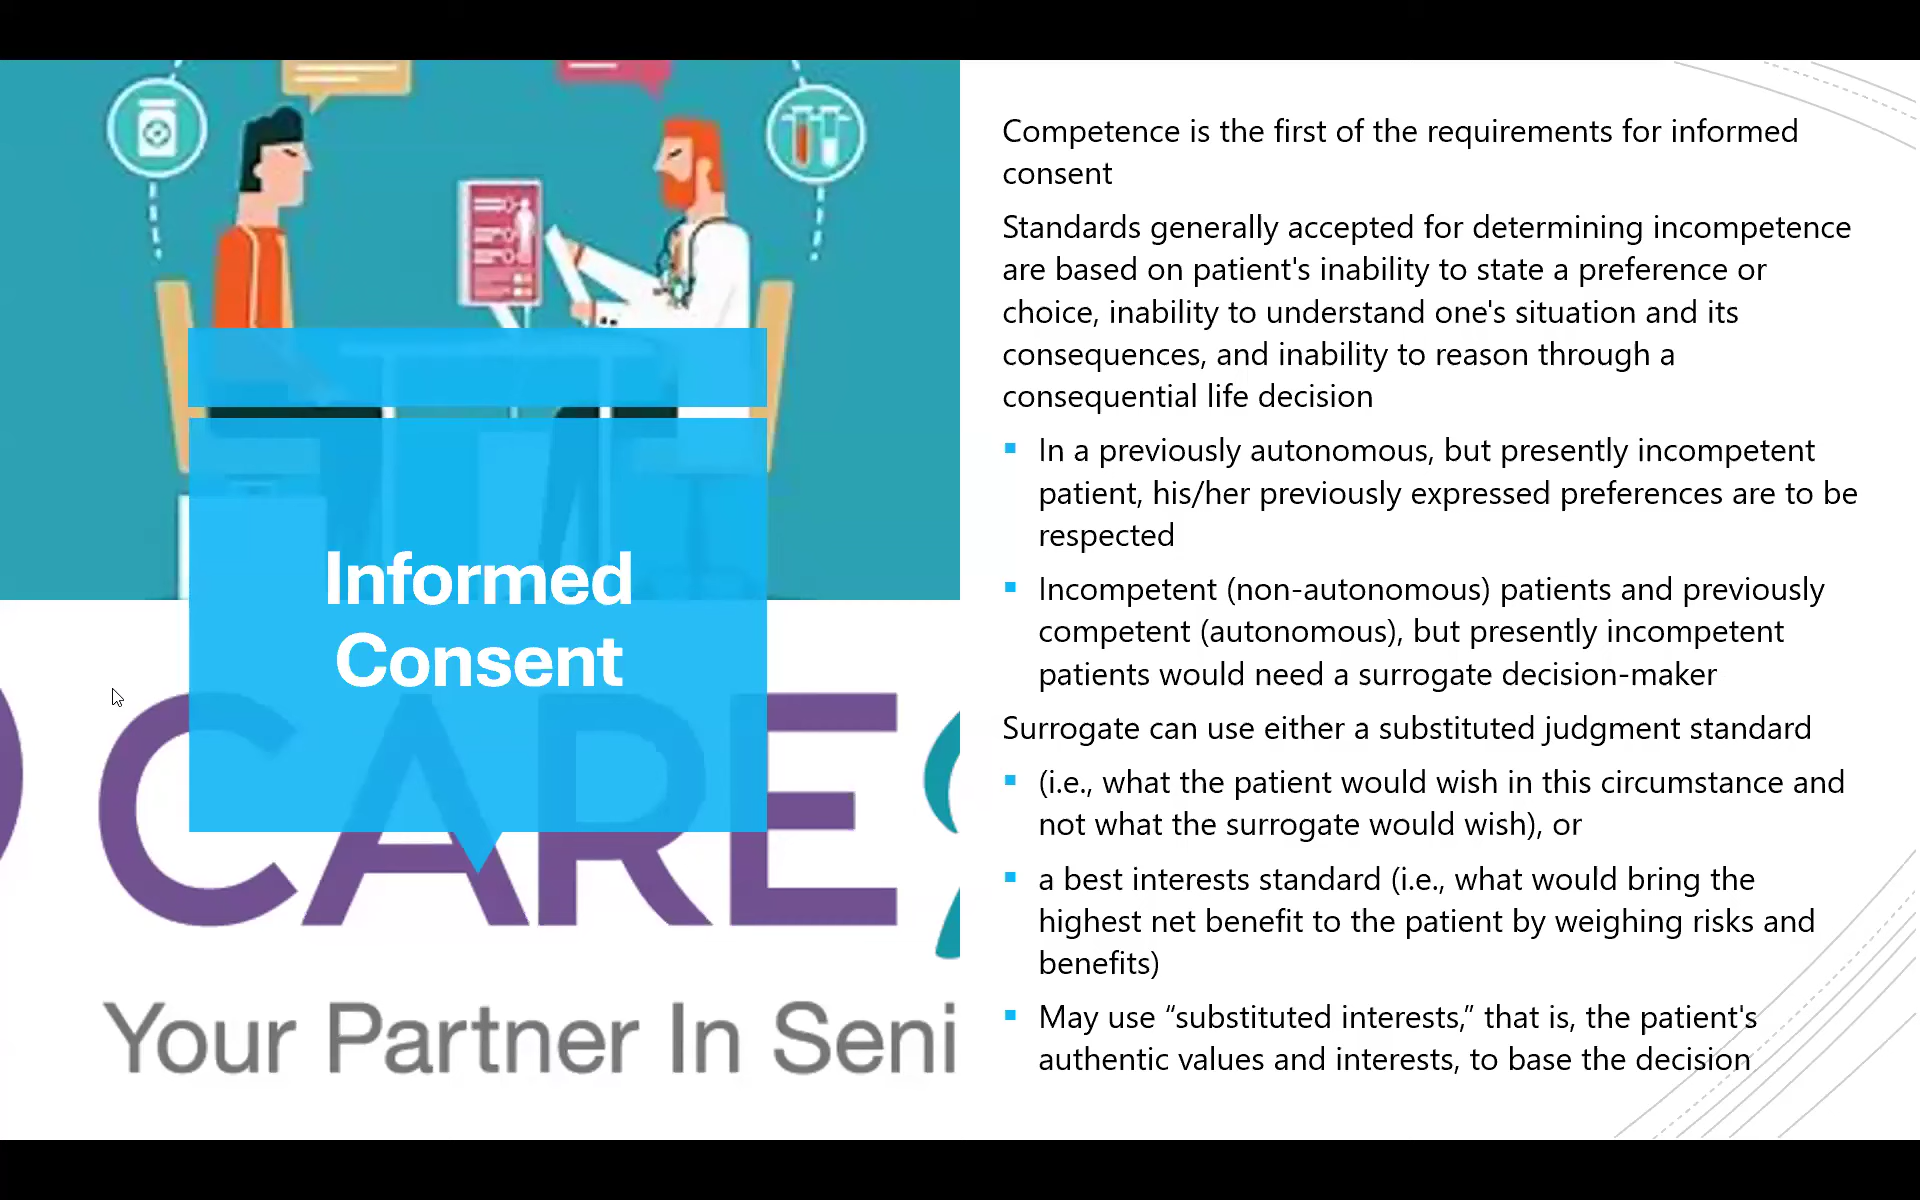 Informed
Consent
CARE
Your Partner In Seni
Competence is the first of the requirements for informed
consent
Standards generally accepted for determining incompetence
are based on patient's inability to state a preference or
choice, inability to understand one's situation and its
consequences, and inability to reason through a
consequential life decision
In a previously autonomous, but presently incompetent
patient, his/her previously expressed preferences are to be
respected
Incompetent (non-autonomous) patients and previously
competent (autonomous), but presently incompetent
patients would need a surrogate decision-maker
Surrogate can use either a substituted judgment standard
(i.e., what the patient would wish in this circumstance and
not what the surrogate would wish), or
a best interests standard (i.e., what would bring the
highest net benefit to the patient by weighing risks and
benefits)
May use “substituted interests,” that is, the patient's
authentic values and interests, to base the decision